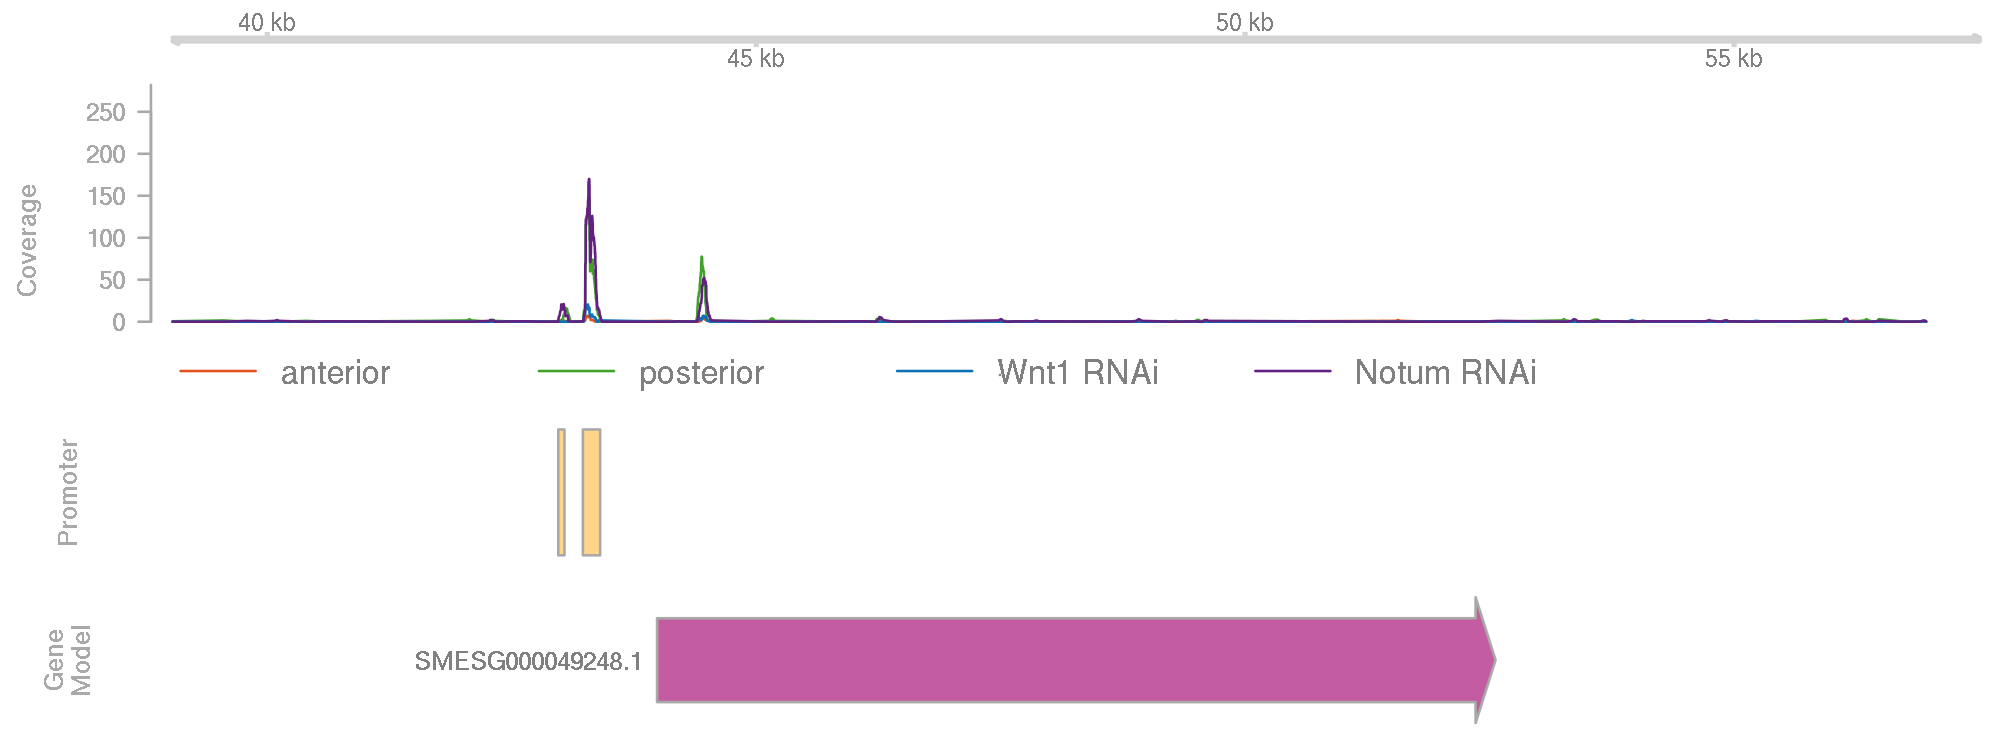 40 kb
50 kb
45 kb
55 kb
Coverage
250
200
150
100
50
0
anterior
posterior
Wnt1 RNAi
Notum RNAi
Promoter
Gene
Model
SMESG000049248.1